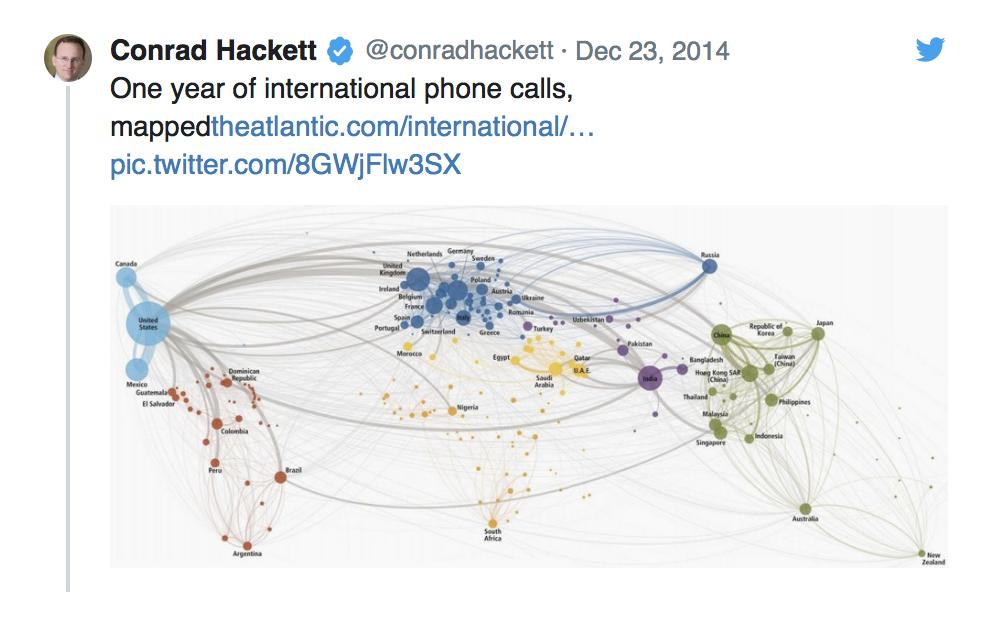 Conrad Hackett @conradhackett · Dec 23, 2014
One year of international phone calls,
mappedtheatlantic.com/international/…
pic.twitter.com/8GWjFlw3SX
Canada
United
States
Mexico
Guatemala
El Salvador
Dominican
Republic
Colombia
Peru
Brazil
Argentina
Netherlands
Germany
Sweden
United
Kingdom
Ireland
Belgium
France
Spain
Portugal
Switzerland
Italy
Poland
Austria
Ukraine
Romania
Greece
Turkey
Morocco
Egypt
Saudi
Arabia
Qatar
U.A.E.
Nigeria
South
Africa
Russia
Uzbekistan
Pakistan
India
Bangladesh
China
Republic of
Korea
Japan
Hong Kong SAR
(China)
Taiwan
(China)
Thailand
Philippines
Malaysia
Singapore
Indonesia
Australia
New
Zealand